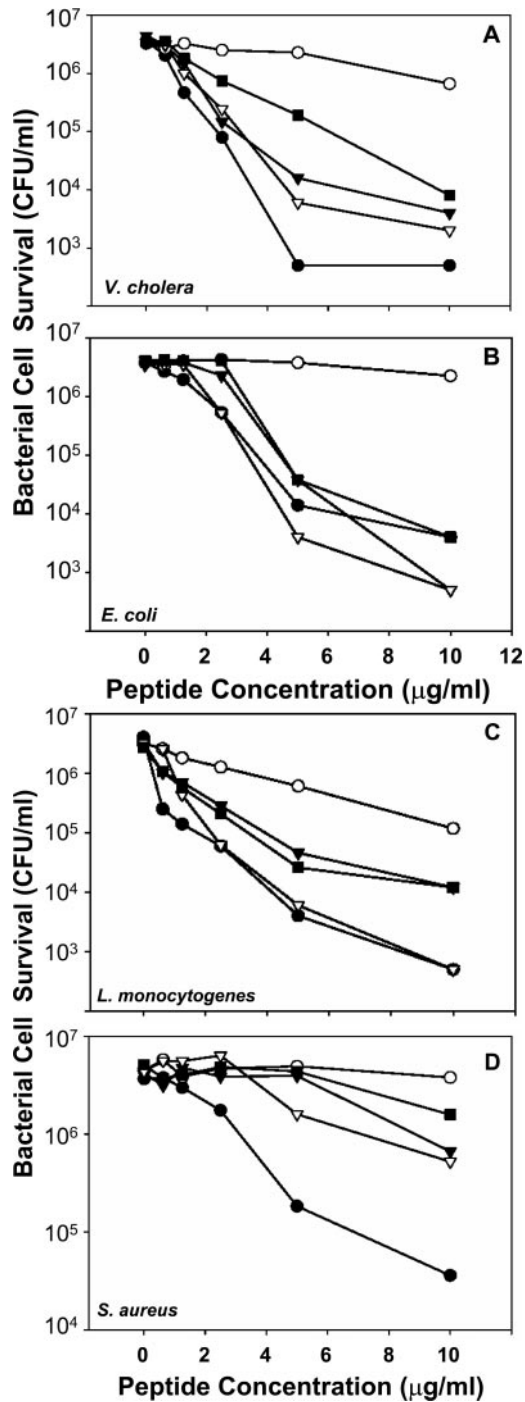 10⁷
A
10⁶
10⁵
10⁴
10³
V. cholera
10⁷
B
10⁶
10⁵
10⁴
10³
E. coli
Bacterial Cell Survival (CFU/ml)
0 2 4 6 8 10 12
Peptide Concentration (μg/ml)
10⁷
C
10⁶
10⁵
10⁴
10³
L. monocytogenes
10⁷
D
10⁶
10⁵
10⁴
S. aureus
Bacterial Cell Survival (CFU/ml)
0 2 4 6 8 10
Peptide Concentration (μg/ml)